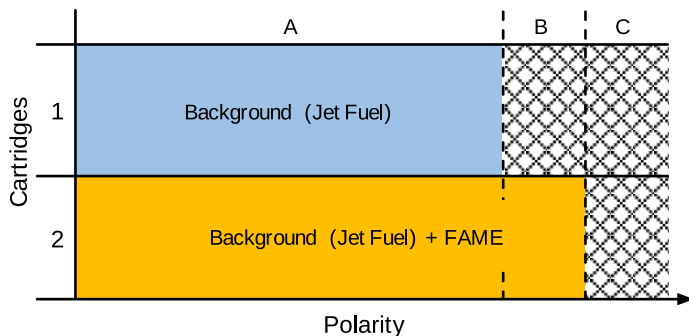 A B C
Cartridges
1
Background (Jet Fuel)
2
Background (Jet Fuel) + FAME
Polarity